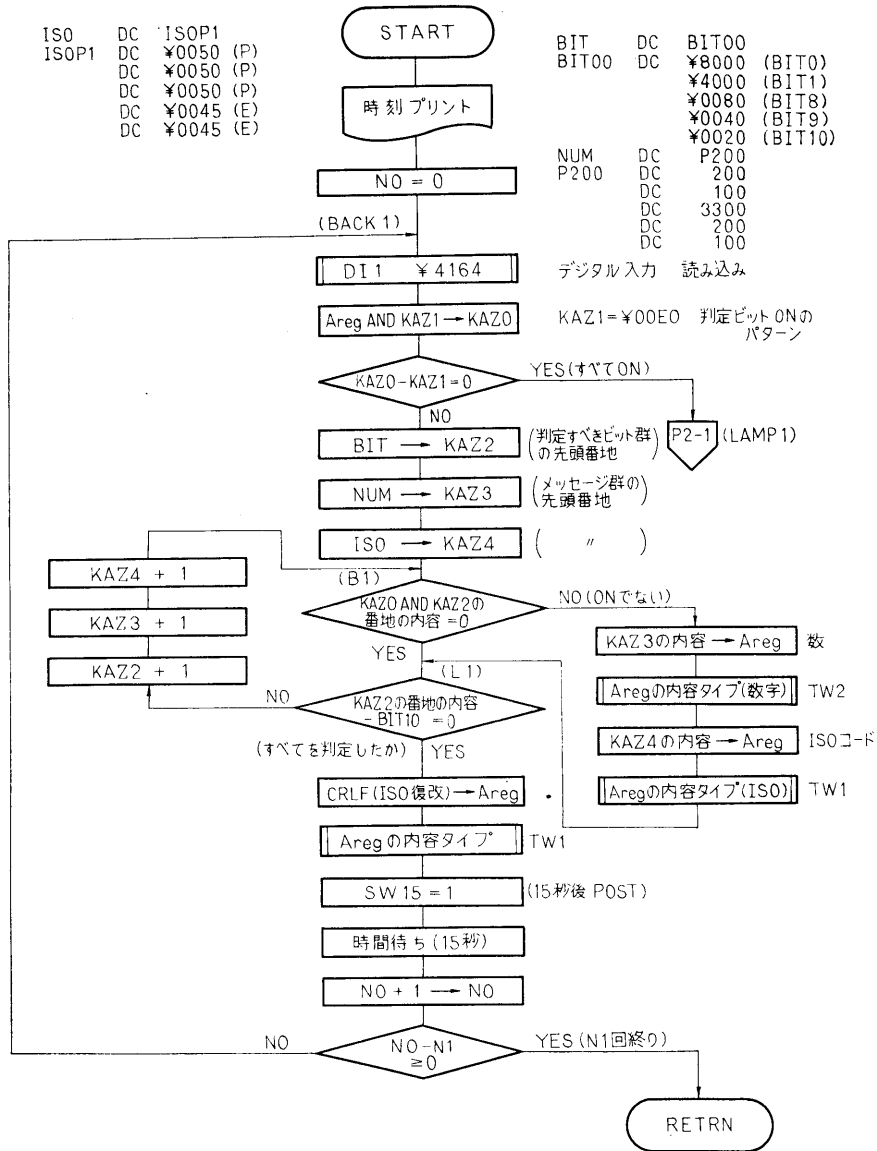 ISO DC ISOP1
ISOP1 DC ¥0050 (P)
DC ¥0050 (P)
DC ¥0050 (P)
DC ¥0045 (E)
DC ¥0045 (E)
START
BIT DC BIT00
BIT00 DC ¥8000 (BIT0)
¥4000 (BIT1)
¥0080 (BIT8)
¥0040 (BIT9)
¥0020 (BIT10)
NUM DC P200
P200 DC 200
DC 100
DC 3300
DC 200
DC 100
時刻プリント
NO = 0
(BACK 1)
DI1 ¥4164
デジタル入力 読み込み
Areg AND KAZ1 → KAZ0
KAZ1=¥00E0 判定ビットONの
パターン
KAZ0-KAZ1=0
YES(すべてON)
NO
P2-1 (LAMP1)
BIT → KAZ2
(判定すべきビット群
の先頭番地)
NUM → KAZ3
(メッセージ群の
先頭番地)
ISO → KAZ4
( 〃 )
(B1)
KAZ4 + 1
KAZ3 + 1
KAZ2 + 1
KAZ0 AND KAZ2の
番地の内容=0
NO(ONでない)
YES
(L1)
KAZ3の内容 → Areg 数
Aregの内容タイプ(数字) TW2
KAZ4の内容 → Areg ISOコード
Aregの内容タイプ(ISO) TW1
NO
KAZ2の番地の内容
-BIT10 =0
(すべてを判定したか) YES
CRLF(ISO復改)→Areg
Aregの内容タイプ TW1
SW15 = 1 (15秒後 POST)
時間待ち(15秒)
NO + 1 → NO
NO
NO-N1
≧0
YES(N1回終り)
RETRN